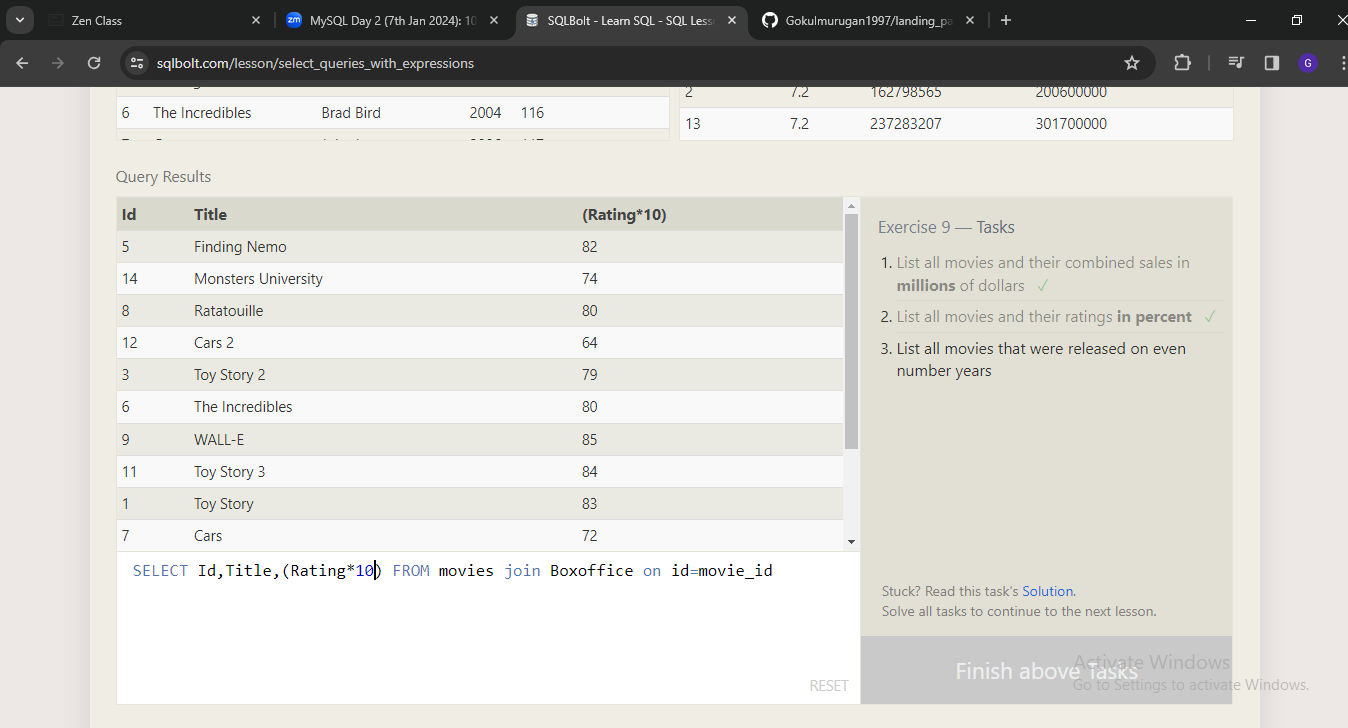 Zen Class
MySQL Day 2 (7th Jan 2024): 10
SQLBolt - Learn SQL - SQL Less
Gokulmurugan1997/landing_pa
sqlbolt.com/lesson/select_queries_with_expressions
G
6 The Incredibles Brad Bird 2004 116
2 7.2 162798565 200600000
13 7.2 237283207 301700000
Query Results
Id Title (Rating*10)
5 Finding Nemo 82
14 Monsters University 74
8 Ratatouille 80
12 Cars 2 64
3 Toy Story 2 79
6 The Incredibles 80
9 WALL-E 85
11 Toy Story 3 84
1 Toy Story 83
7 Cars 72
SELECT Id,Title,(Rating*10) FROM movies join Boxoffice on id=movie_id
RESET
Exercise 9 — Tasks
1. List all movies and their combined sales in
millions of dollars ✓
2. List all movies and their ratings in percent ✓
3. List all movies that were released on even
number years
Stuck? Read this task's Solution.
Solve all tasks to continue to the next lesson.
Finish above Tasks
Activate Windows
Go to Settings to activate Windows.